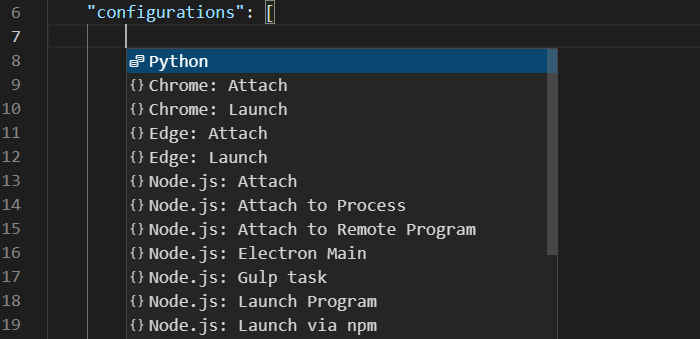 6 "configurations": [
7
8 Python
9 {} Chrome: Attach
10 {} Chrome: Launch
11 {} Edge: Attach
12 {} Edge: Launch
13 {} Node.js: Attach
14 {} Node.js: Attach to Process
15 {} Node.js: Attach to Remote Program
16 {} Node.js: Electron Main
17 {} Node.js: Gulp task
18 {} Node.js: Launch Program
19 {} Node.js: Launch via npm